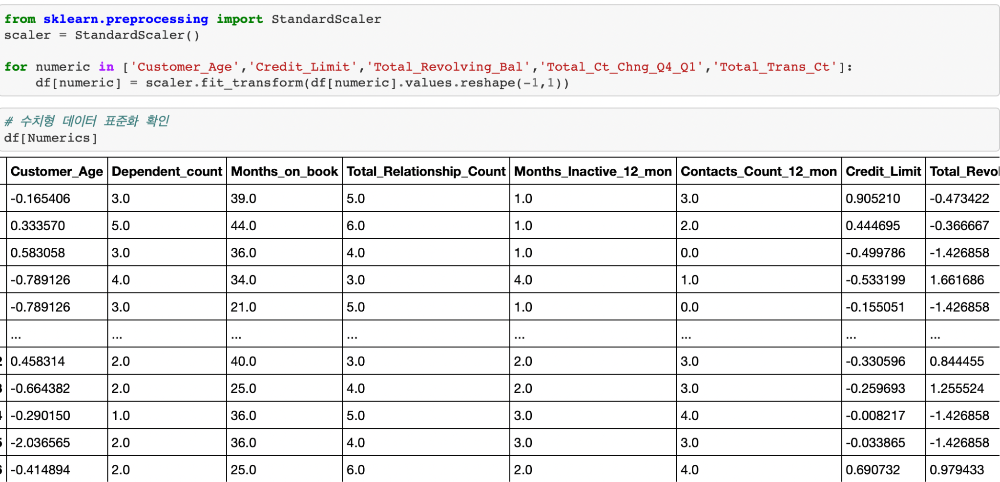 from sklearn.preprocessing import StandardScaler
scaler = StandardScaler()
for numeric in ['Customer_Age','Credit_Limit','Total_Revolving_Bal','Total_Ct_Chng_Q4_Q1','Total_Trans_Ct']:
    df[numeric] = scaler.fit_transform(df[numeric].values.reshape(-1,1))
# 수치형 데이터 표준화 확인
df[Numerics]
Customer_Age Dependent_count Months_on_book Total_Relationship_Count Months_Inactive_12_mon Contacts_Count_12_mon Credit_Limit Total_Revol
-0.165406 3.0 39.0 5.0 1.0 3.0 0.905210 -0.473422
0.333570 5.0 44.0 6.0 1.0 2.0 0.444695 -0.366667
0.583058 3.0 36.0 4.0 1.0 0.0 -0.499786 -1.426858
-0.789126 4.0 34.0 3.0 4.0 1.0 -0.533199 1.661686
-0.789126 3.0 21.0 5.0 1.0 0.0 -0.155051 -1.426858
... ... ... ... ... ... ... ...
2 0.458314 2.0 40.0 3.0 2.0 3.0 -0.330596 0.844455
3 -0.664382 2.0 25.0 4.0 2.0 3.0 -0.259693 1.255524
4 -0.290150 1.0 36.0 5.0 3.0 4.0 -0.008217 -1.426858
5 -2.036565 2.0 36.0 4.0 3.0 3.0 -0.033865 -1.426858
6 -0.414894 2.0 25.0 6.0 2.0 4.0 0.690732 0.979433